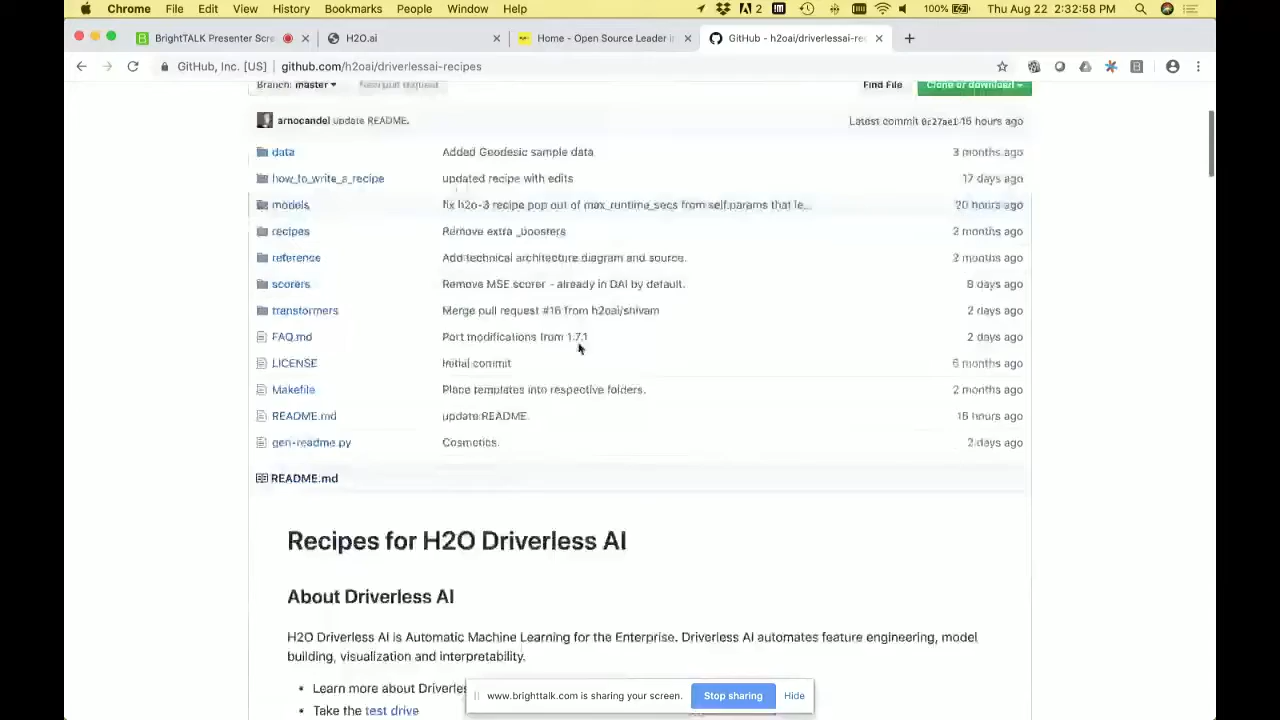 Chrome File Edit View History Bookmarks People Window Help 2 100% Thu Aug 22 2:32:58 PM
BrightTALK Presenter Scre H2O.ai Home - Open Source Leader i GitHub - h2oai/driverlessai-rec
GitHub, Inc. [US] github.com/h2oai/driverlessai-recipes
Branch: master New pull request Find File Clone or download
arnocandel update README. Latest commit 0c27ae1 16 hours ago
data Added Geodesic sample data 3 months ago
how_to_write_a_recipe updated recipe with edits 17 days ago
models fix h2o-3 recipe pop out of max_runtime_secs from self.params that le... 20 hours ago
recipes Remove extra _boosters 2 months ago
reference Add technical architecture diagram and source. 2 months ago
scorers Remove MSE scorer - already in DAI by default. 8 days ago
transformers Merge pull request #16 from h2oai/shivam 2 days ago
FAQ.md Port modifications from 1.7.1 2 days ago
LICENSE Initial commit 6 months ago
Makefile Place templates into respective folders. 2 months ago
README.md update README. 16 hours ago
gen-readme.py Cosmetics. 2 days ago
README.md
Recipes for H2O Driverless AI
About Driverless AI
H2O Driverless AI is Automatic Machine Learning for the Enterprise. Driverless AI automates feature engineering, model
building, visualization and interpretability.
• Learn more about Driverles
www.brighttalk.com is sharing your screen. Stop sharing Hide
• Take the test drive